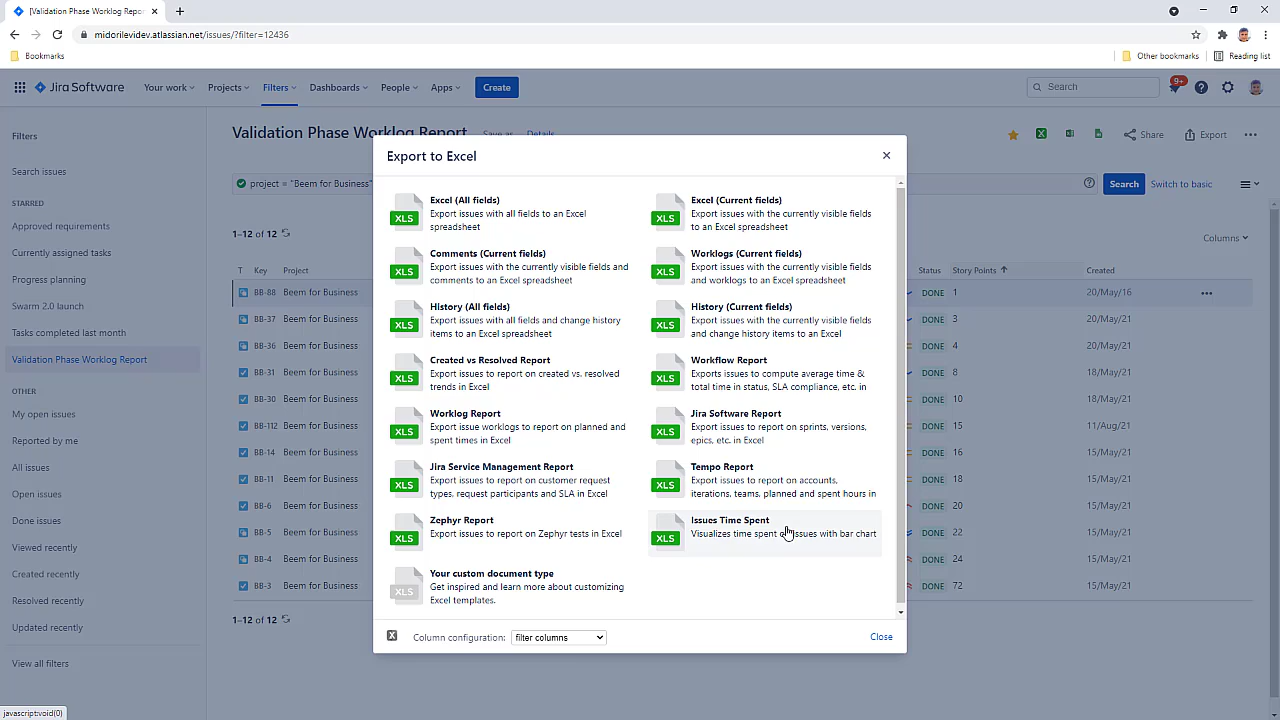 [Validation Phase Worklog Repor
midorilevidev.atlassian.net/issues/?filter=12436
Bookmarks
Other bookmarks
Reading list
Jira Software
Your work
Projects
Filters
Dashboards
People
Apps
Create
Search
9+
Filters
Search issues
STARRED
Approved requirements
Currently assigned tasks
Progress planning
Swarm 2.0 launch
Tasks completed last month
Validation Phase Worklog Report
OTHER
My open issues
Reported by me
All issues
Open issues
Done issues
Viewed recently
Created recently
Resolved recently
Updated recently
View all filters
javascript:void(0)
Validation Phase Worklog Report
Save as
Details
Share
Export
project = "Beem for Business"
Search
Switch to basic
1–12 of 12
Columns
T Key Project
Status Story Points Created
BB-88 Beem for Business DONE 1 20/May/16
BB-37 Beem for Business DONE 3 20/May/21
BB-36 Beem for Business DONE 4 20/May/21
BB-31 Beem for Business DONE 8 18/May/21
BB-30 Beem for Business DONE 10 18/May/21
BB-112 Beem for Business DONE 15 11/Aug/21
BB-14 Beem for Business DONE 16 15/May/21
BB-11 Beem for Business DONE 18 15/May/21
BB-6 Beem for Business DONE 20 15/May/21
BB-5 Beem for Business DONE 22 15/May/21
BB-4 Beem for Business DONE 24 15/May/21
BB-3 Beem for Business DONE 72 15/May/21
1–12 of 12
Export to Excel
XLS
Excel (All fields)
Export issues with all fields to an Excel
spreadsheet
XLS
Excel (Current fields)
Export issues with the currently visible fields
to an Excel spreadsheet
XLS
Comments (Current fields)
Export issues with the currently visible fields and
comments to an Excel spreadsheet
XLS
Worklogs (Current fields)
Export issues with the currently visible fields
and worklogs to an Excel spreadsheet
XLS
History (All fields)
Export issues with all fields and change history
items to an Excel spreadsheet
XLS
History (Current fields)
Export issues with the currently visible fields
and change history items to an Excel
XLS
Created vs Resolved Report
Export issues to report on created vs. resolved
trends in Excel
XLS
Workflow Report
Exports issues to compute average time &
total time in status, SLA compliance, etc. in
XLS
Worklog Report
Export issue worklogs to report on planned and
spent times in Excel
XLS
Jira Software Report
Export issues to report on sprints, versions,
epics, etc. in Excel
XLS
Jira Service Management Report
Export issues to report on customer request
types, request participants and SLA in Excel
XLS
Tempo Report
Export issues to report on accounts,
iterations, teams, planned and spent hours in
XLS
Zephyr Report
Export issues to report on Zephyr tests in Excel
XLS
Issues Time Spent
Visualizes time spent issues with bar chart
XLS
Your custom document type
Get inspired and learn more about customizing
Excel templates.
X
Column configuration:
filter columns
Close